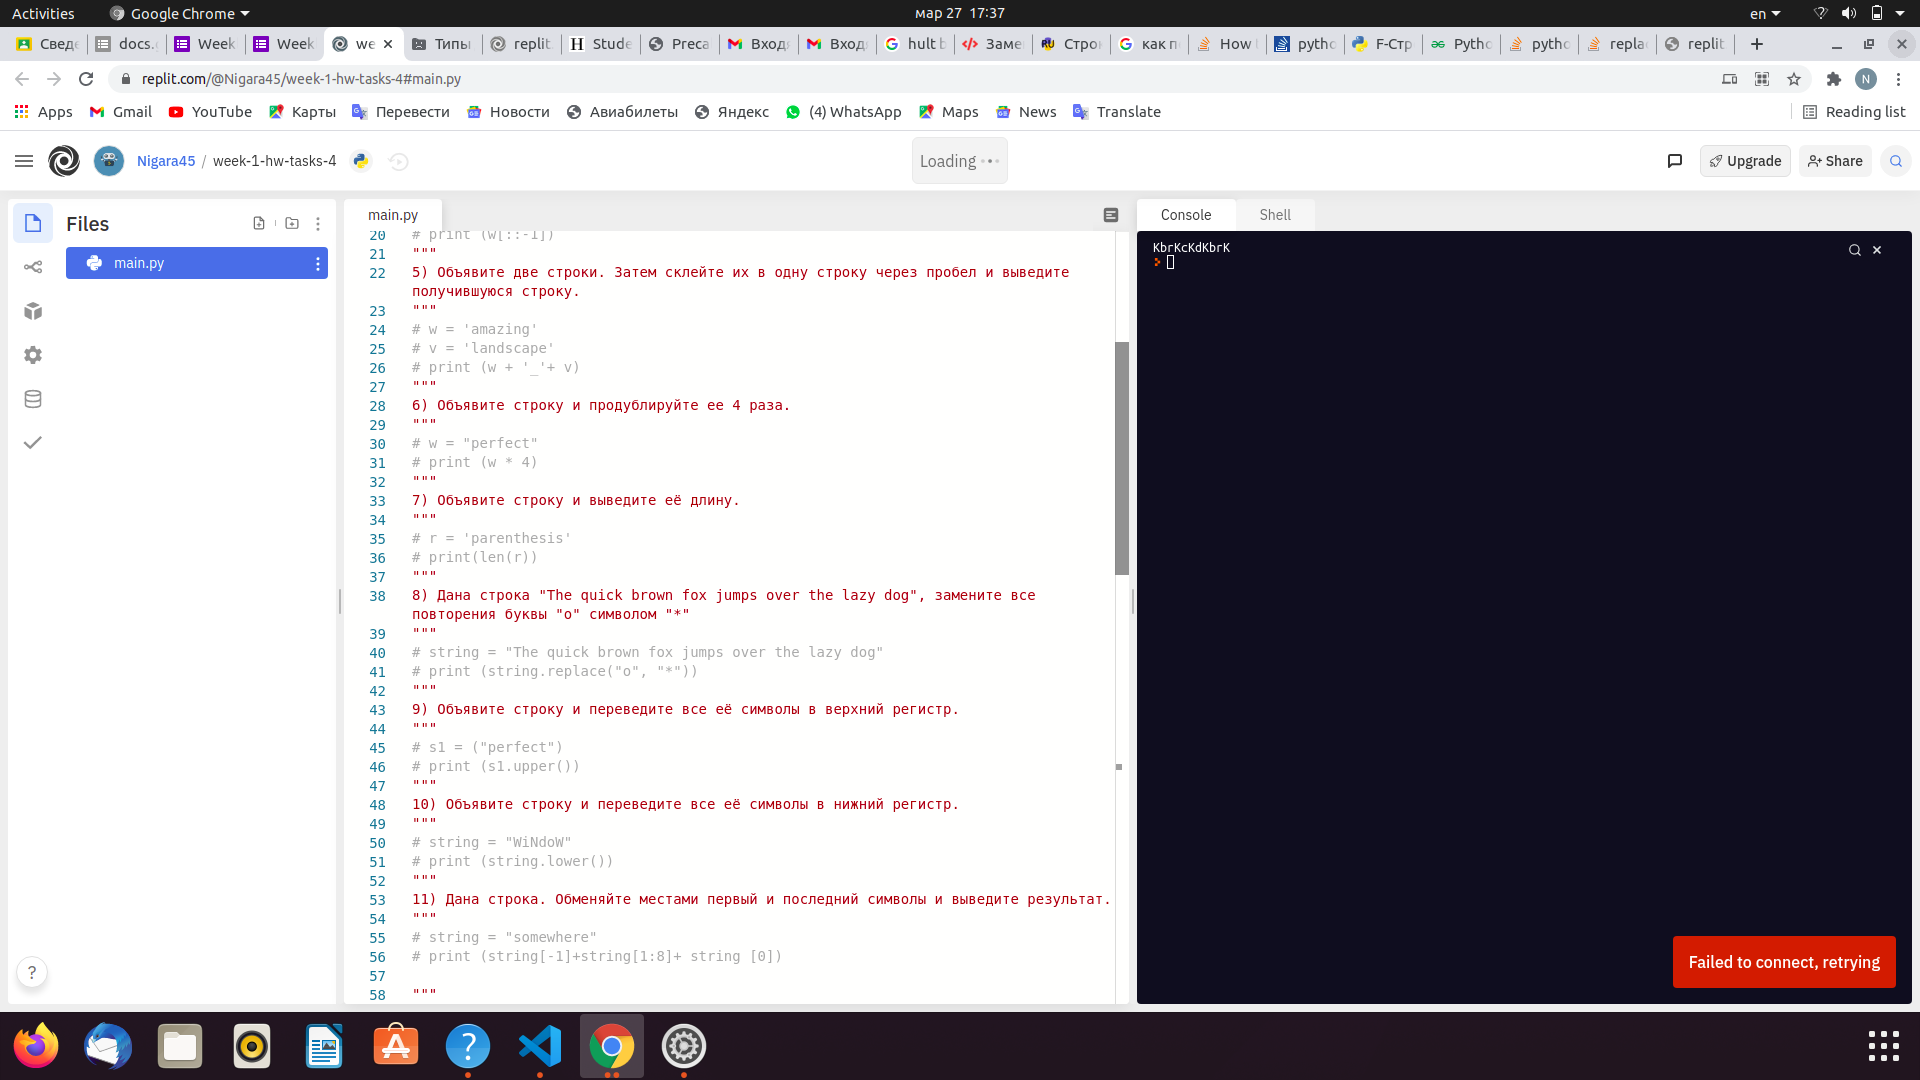 Activities
Google Chrome
мар 27 17:37
en
Сведе
docs.g
Week
Week
we
Типы
replit.
Stude
Preca
Входя
Входя
hult b
Замен
Строк
как по
How
pytho
F-Стр
Pytho
pytho
repla
replit
replit.com/@Nigara45/week-1-hw-tasks-4#main.py
N
Apps
Gmail
YouTube
Карты
Перевести
Новости
Авиабилеты
Яндекс
(4) WhatsApp
Maps
News
Translate
Reading list
Nigara45 / week-1-hw-tasks-4
Loading
Upgrade
Share
Files
main.py
main.py
20 # print (w[::-1])
21 """
22 5) Объявите две строки. Затем склейте их в одну строку через пробел и выведите
получившуюся строку.
23 """
24 # w = 'amazing'
25 # v = 'landscape'
26 # print (w + '_'+ v)
27 """
28 6) Объявите строку и продублируйте ее 4 раза.
29 """
30 # w = "perfect"
31 # print (w * 4)
32 """
33 7) Объявите строку и выведите её длину.
34 """
35 # r = 'parenthesis'
36 # print(len(r))
37 """
38 8) Дана строка "The quick brown fox jumps over the lazy dog", замените все
повторения буквы "о" символом "*"
39 """
40 # string = "The quick brown fox jumps over the lazy dog"
41 # print (string.replace("o", "*"))
42 """
43 9) Объявите строку и переведите все её символы в верхний регистр.
44 """
45 # s1 = ("perfect")
46 # print (s1.upper())
47 """
48 10) Объявите строку и переведите все её символы в нижний регистр.
49 """
50 # string = "WiNdoW"
51 # print (string.lower())
52 """
53 11) Дана строка. Обменяйте местами первый и последний символы и выведите результат.
54 """
55 # string = "somewhere"
56 # print (string[-1]+string[1:8]+ string [0])
57
58 """
Console
Shell
KbrKcKdKbrK
Failed to connect, retrying
?